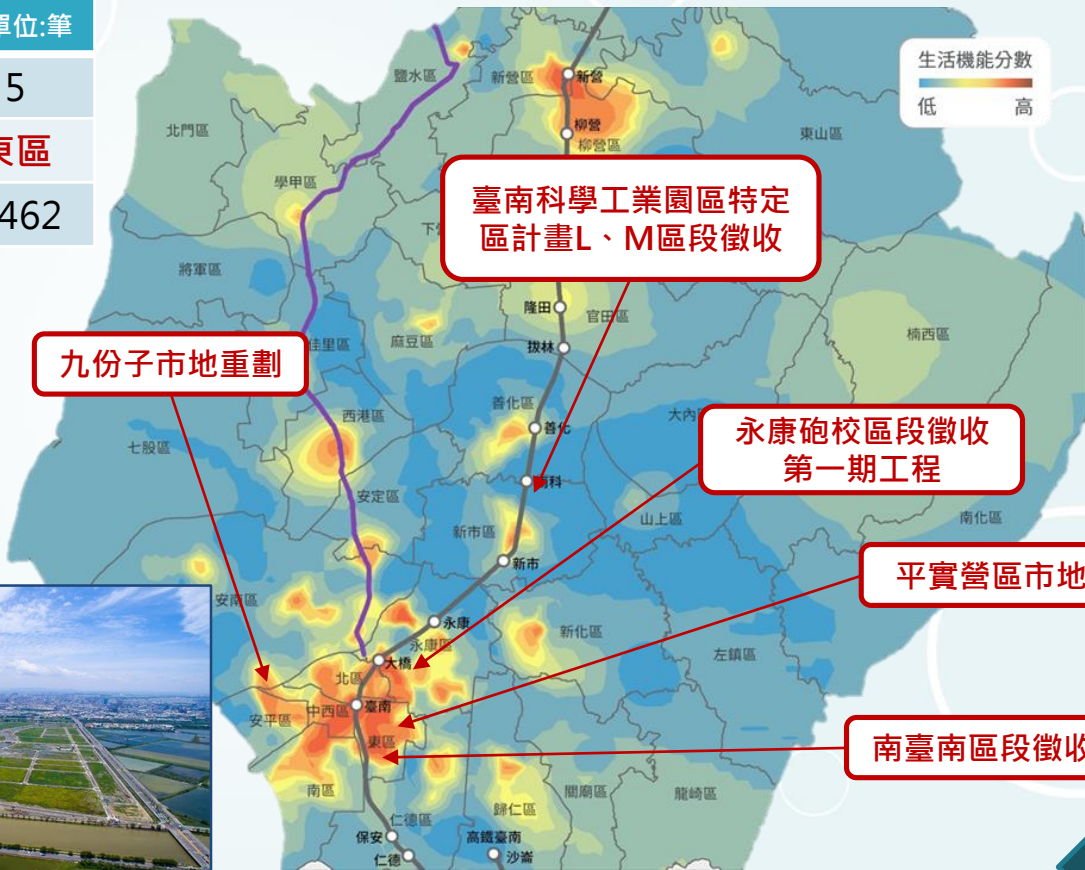 單位:筆
5
東區
462
生活機能分數
低
高
鹽水區
新營區
新營
北門區
柳營
柳營區
東山區
學甲區
臺南科學工業園區特定
區計畫L、M區段徵收
將軍區
隆田
官田區
楠西區
佳里區
麻豆區
拔林
九份子市地重劃
善化區
西港區
善化
大內
永康砲校區段徵收
第一期工程
七股區
南科
安定區
山上區
南化區
新市區
新市
平實營區市地
安南區
永康
新化區
永康區
左鎮區
大橋
北區
中西區
臺南
安平區
東區
南臺南區段徵收
南區
關廟區
龍崎區
歸仁區
仁德區
保安
高鐵臺南
仁德
沙崙